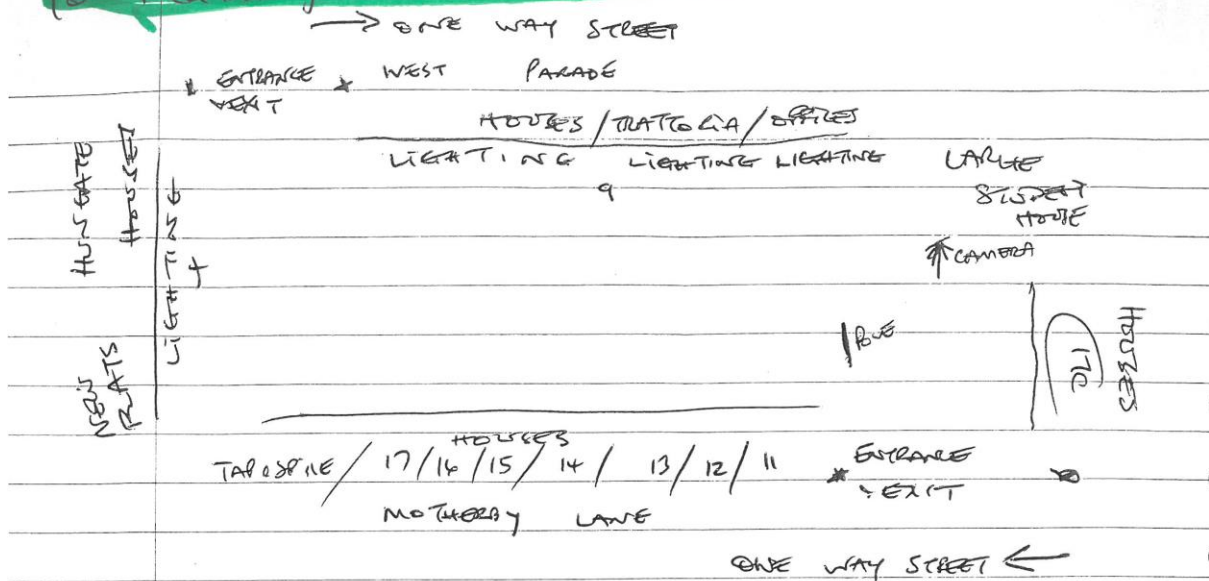 → ONE WAY STREET
* ENTRANCE * WEST PARADE
+ EXIT
HOUSES / TRATTORIA / OFFICES
LIGHTING LIGHTING LIGHTING
9
LARGE
STUDENT
HOUSE
CAMERA
HUNGATE
HOUSES
LIGHTING
NEW
FLATS
POLE
HOUSES
HOUSES
/ 17/16/15/ 14 / 13/12/11
MOTHERBY LANE
* ENTRANCE
+ EXIT
ONE WAY STREET ←